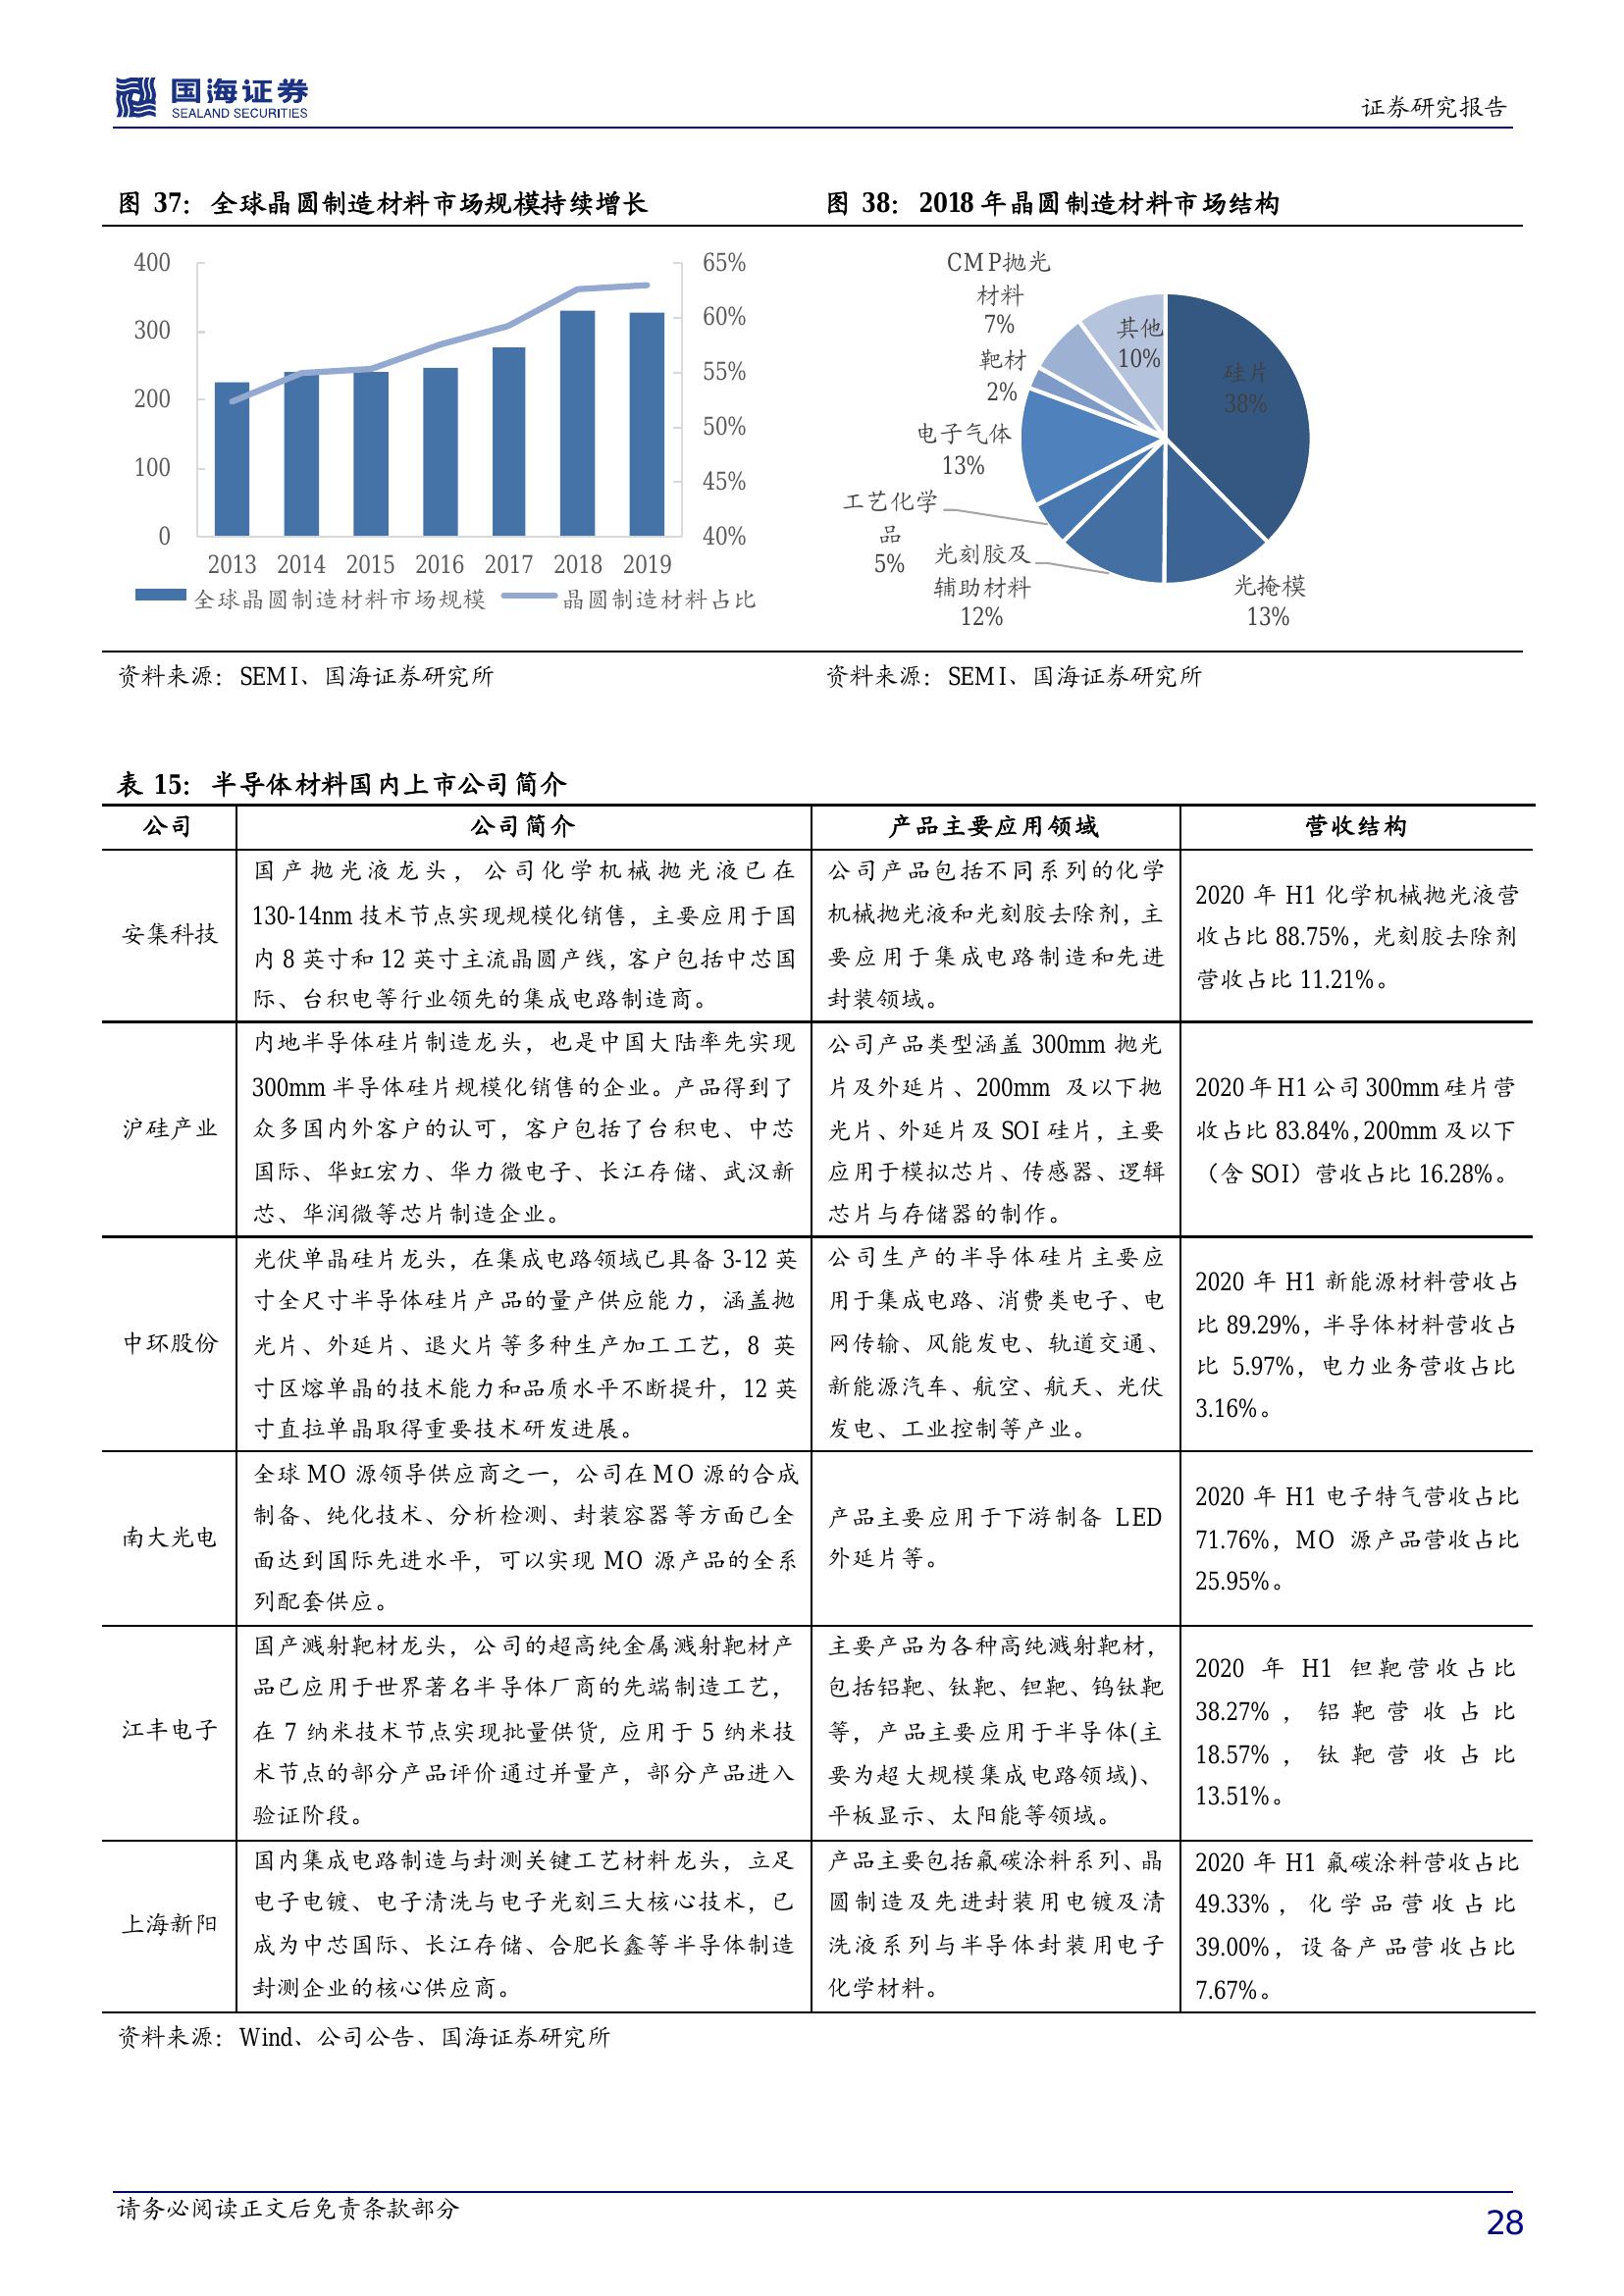 国海证券
SEALAND SECURITIES
证券研究报告
图 37：全球晶圆制造材料市场规模持续增长
400
300
200
100
0
65%
60%
55%
50%
45%
40%
2013 2014 2015 2016 2017 2018 2019
全球晶圆制造材料市场规模 晶圆制造材料占比
资料来源：SEMI、国海证券研究所
图 38：2018 年晶圆制造材料市场结构
CMP抛光
材料
7%
其他
10%
硅片
38%
靶材
2%
电子气体
13%
工艺化学
品
5%
光刻胶及
辅助材料
12%
光掩模
13%
资料来源：SEMI、国海证券研究所
表 15：半导体材料国内上市公司简介
公司 公司简介 产品主要应用领域 营收结构
安集科技
国产抛光液龙头，公司化学机械抛光液已在
130-14nm 技术节点实现规模化销售，主要应用于国
内 8 英寸和 12 英寸主流晶圆产线，客户包括中芯国
际、台积电等行业领先的集成电路制造商。
公司产品包括不同系列的化学
机械抛光液和光刻胶去除剂，主
要应用于集成电路制造和先进
封装领域。
2020 年 H1 化学机械抛光液营
收占比 88.75%，光刻胶去除剂
营收占比 11.21%。
沪硅产业
内地半导体硅片制造龙头，也是中国大陆率先实现
300mm 半导体硅片规模化销售的企业。产品得到了
众多国内外客户的认可，客户包括了台积电、中芯
国际、华虹宏力、华力微电子、长江存储、武汉新
芯、华润微等芯片制造企业。
公司产品类型涵盖 300mm 抛光
片及外延片、200mm 及以下抛
光片、外延片及 SOI 硅片，主要
应用于模拟芯片、传感器、逻辑
芯片与存储器的制作。
2020 年 H1 公司 300mm 硅片营
收占比 83.84%，200mm 及以下
（含 SOI）营收占比 16.28%。
中环股份
光伏单晶硅片龙头，在集成电路领域已具备 3-12 英
寸全尺寸半导体硅片产品的量产供应能力，涵盖抛
光片、外延片、退火片等多种生产加工工艺，8 英
寸区熔单晶的技术能力和品质水平不断提升，12 英
寸直拉单晶取得重要技术研发进展。
公司生产的半导体硅片主要应
用于集成电路、消费类电子、电
网传输、风能发电、轨道交通、
新能源汽车、航空、航天、光伏
发电、工业控制等产业。
2020 年 H1 新能源材料营收占
比 89.29%，半导体材料营收占
比 5.97%，电力业务营收占比
3.16%。
南大光电
全球 MO 源领导供应商之一，公司在 MO 源的合成
制备、纯化技术、分析检测、封装容器等方面已全
面达到国际先进水平，可以实现 MO 源产品的全系
列配套供应。
产品主要应用于下游制备 LED
外延片等。
2020 年 H1 电子特气营收占比
71.76%，MO 源产品营收占比
25.95%。
江丰电子
国产溅射靶材龙头，公司的超高纯金属溅射靶材产
品已应用于世界著名半导体厂商的先端制造工艺，
在 7 纳米技术节点实现批量供货，应用于 5 纳米技
术节点的部分产品评价通过并量产，部分产品进入
验证阶段。
主要产品为各种高纯溅射靶材，
包括铝靶、钛靶、钽靶、钨钛靶
等，产品主要应用于半导体(主
要为超大规模集成电路领域)、
平板显示、太阳能等领域。
2020 年 H1 钽靶营收占比
38.27%，铝靶营收占比
18.57%，钛靶营收占比
13.51%。
上海新阳
国内集成电路制造与封测关键工艺材料龙头，立足
电子电镀、电子清洗与电子光刻三大核心技术，已
成为中芯国际、长江存储、合肥长鑫等半导体制造
封测企业的核心供应商。
产品主要包括氟碳涂料系列、晶
圆制造及先进封装用电镀及清
洗液系列与半导体封装用电子
化学材料。
2020 年 H1 氟碳涂料营收占比
49.33%，化学品营收占比
39.00%，设备产品营收占比
7.67%。
资料来源：Wind、公司公告、国海证券研究所
请务必阅读正文后免责条款部分
28